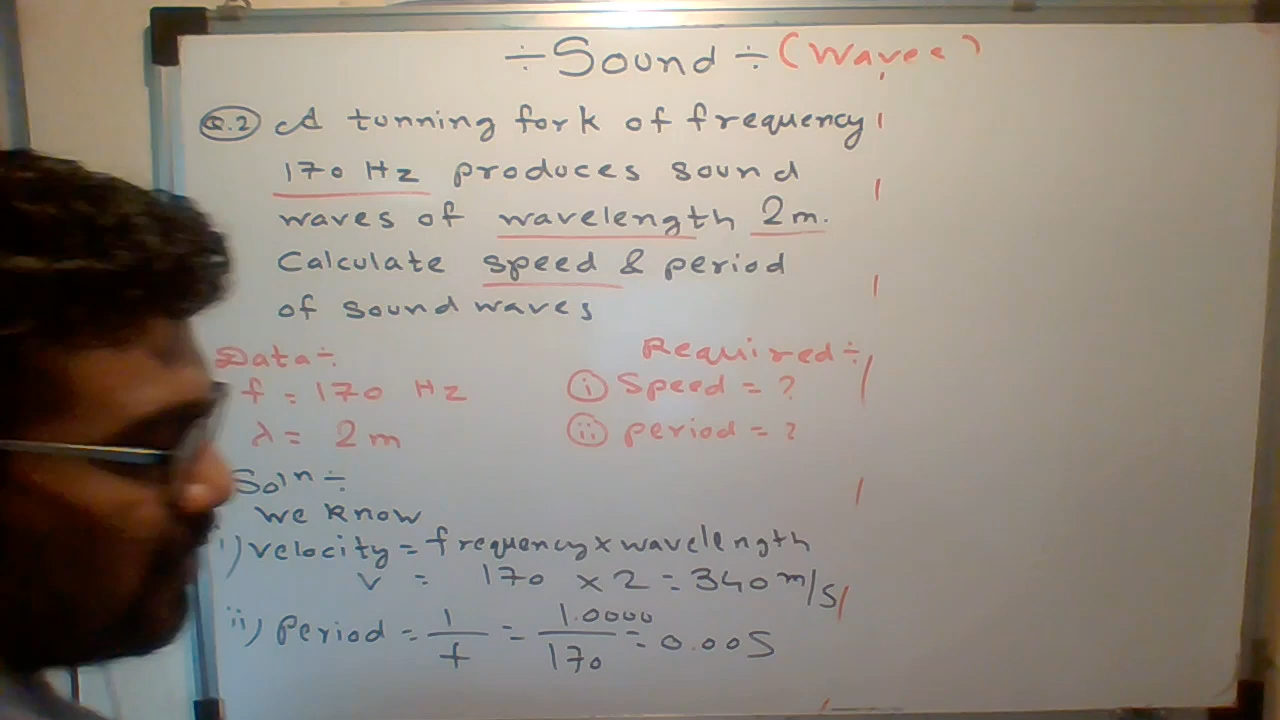 ÷ Sound ÷ (Waves)
Q.2 A tunning fork of frequency
170 Hz produces sound
waves of wavelength 2m.
Calculate speed & period
of sound waves
Data÷
f = 170 Hz
λ = 2m
Required÷
(i) Speed = ?
(ii) period = ?
Soln÷
We know
i) velocity = frequency × wavelength
v = 170 × 2 = 340 m/s
ii) Period = 1/f = 1.0000/170 = 0.005